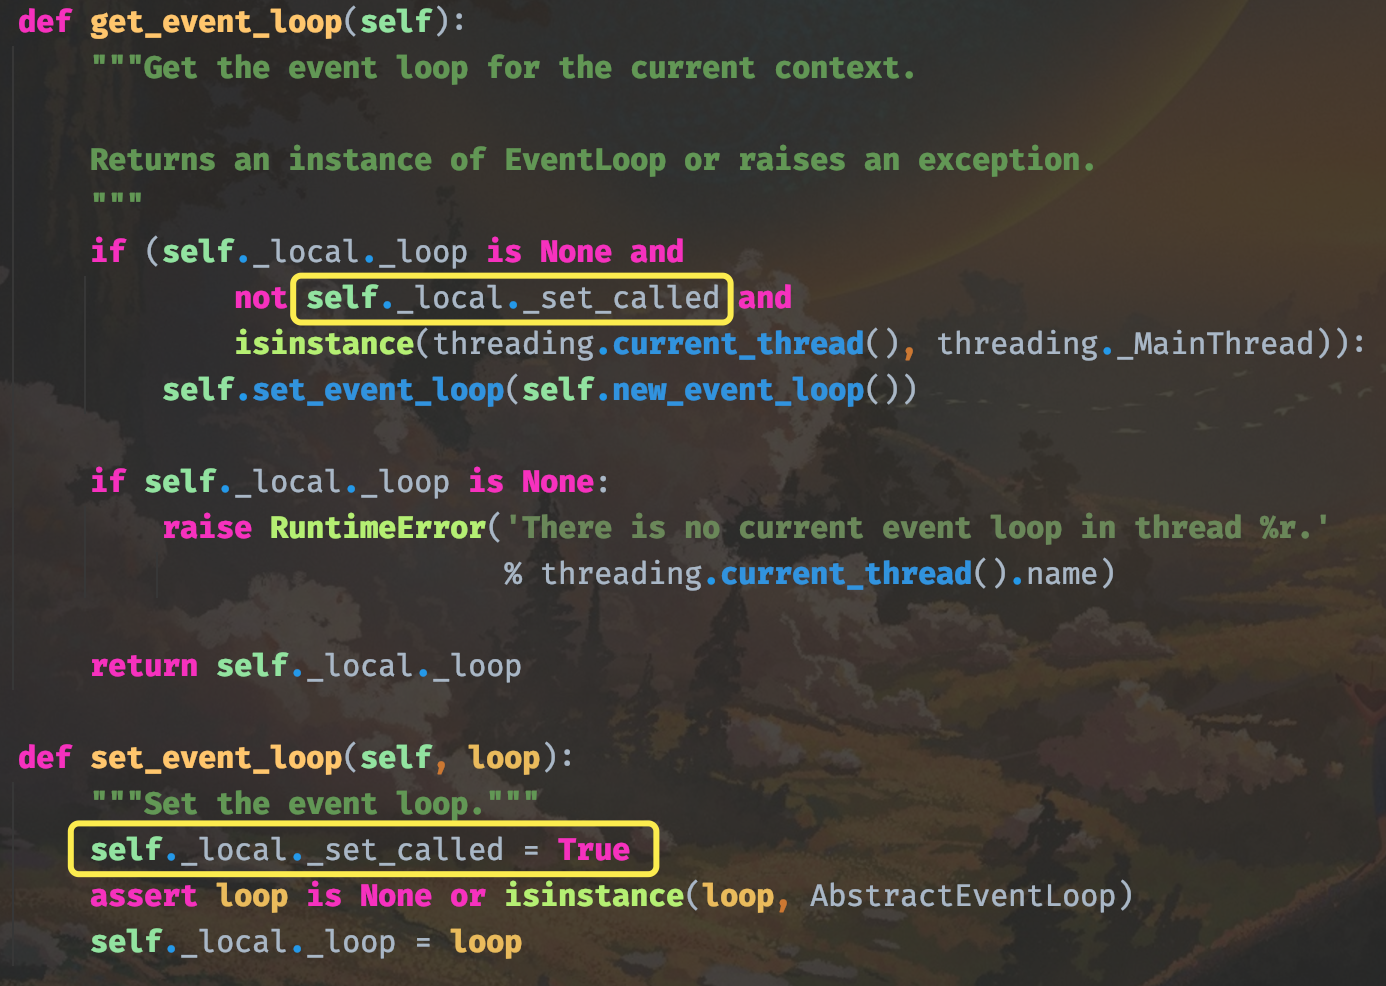 def get_event_loop(self):
"""Get the event loop for the current context.
Returns an instance of EventLoop or raises an exception.
"""
if (self._local._loop is None and
not self._local._set_called and
isinstance(threading.current_thread(), threading._MainThread)):
self.set_event_loop(self.new_event_loop())
if self._local._loop is None:
raise RuntimeError('There is no current event loop in thread %r.'
% threading.current_thread().name)
return self._local._loop
def set_event_loop(self, loop):
"""Set the event loop."""
self._local._set_called = True
assert loop is None or isinstance(loop, AbstractEventLoop)
self._local._loop = loop